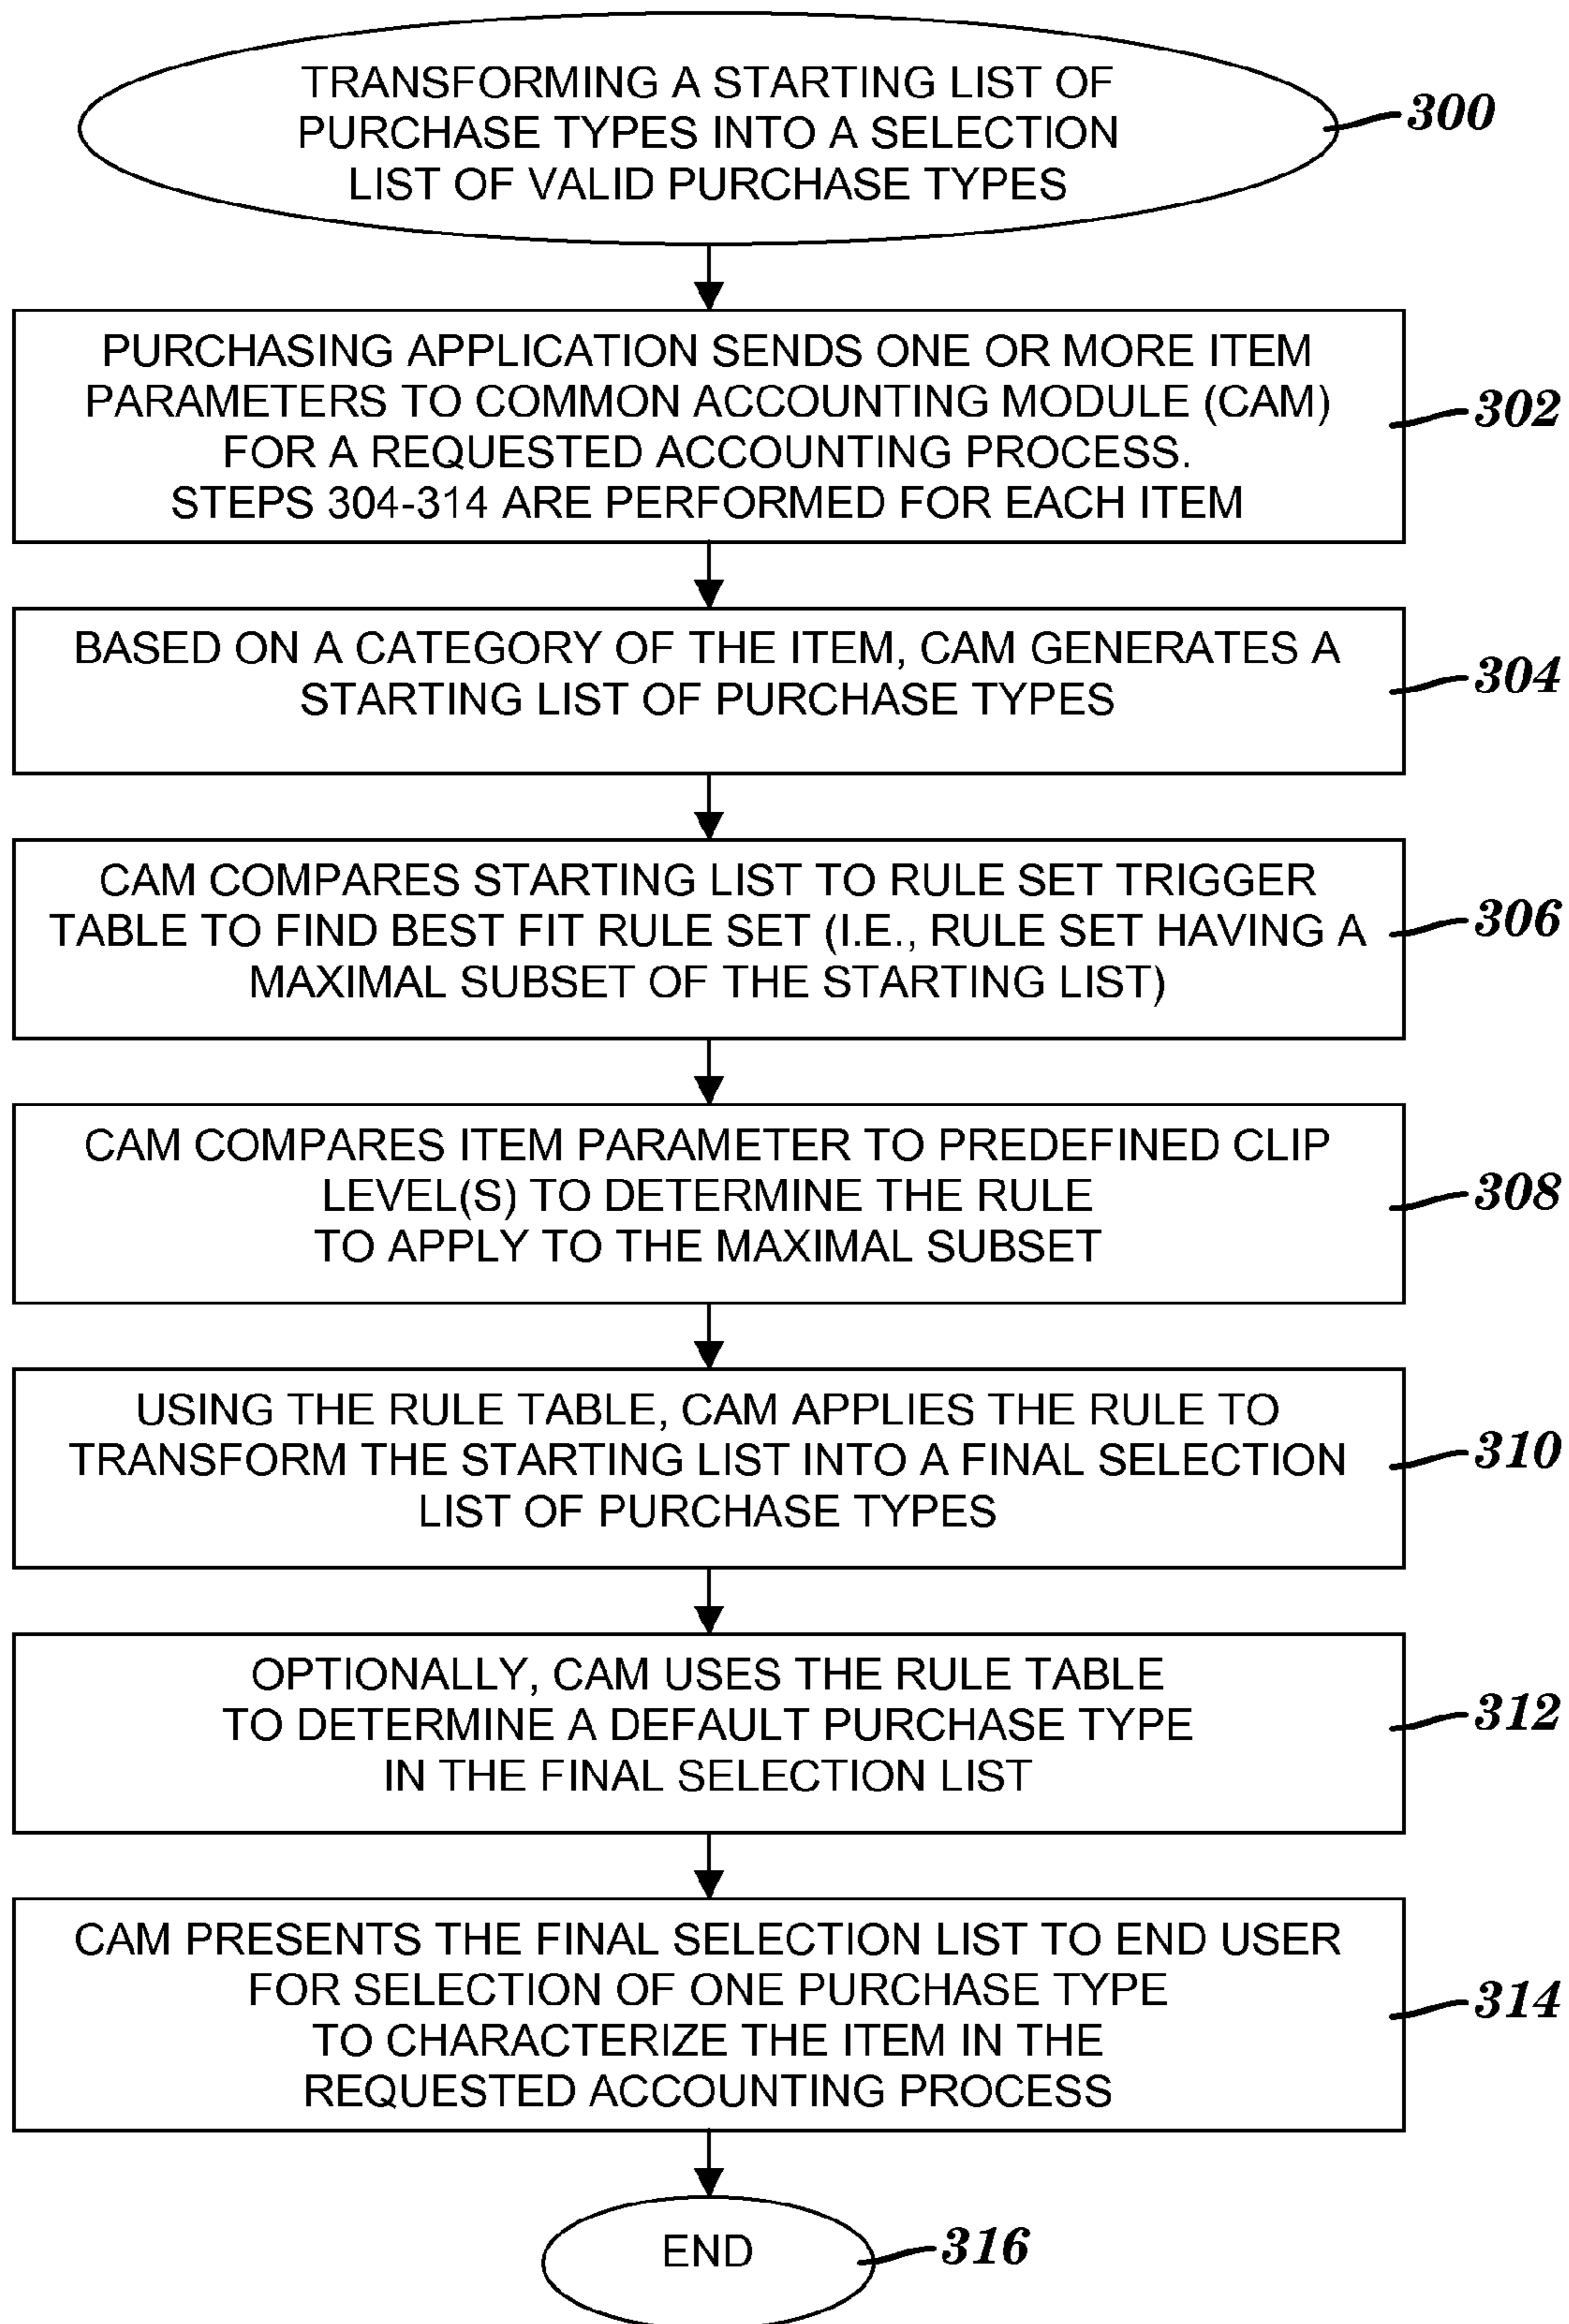 TRANSFORMING A STARTING LIST OF
PURCHASE TYPES INTO A SELECTION
LIST OF VALID PURCHASE TYPES
300
PURCHASING APPLICATION SENDS ONE OR MORE ITEM
PARAMETERS TO COMMON ACCOUNTING MODULE (CAM)
FOR A REQUESTED ACCOUNTING PROCESS.
STEPS 304-314 ARE PERFORMED FOR EACH ITEM
302
BASED ON A CATEGORY OF THE ITEM, CAM GENERATES A
STARTING LIST OF PURCHASE TYPES
304
CAM COMPARES STARTING LIST TO RULE SET TRIGGER
TABLE TO FIND BEST FIT RULE SET (I.E., RULE SET HAVING A
MAXIMAL SUBSET OF THE STARTING LIST)
306
CAM COMPARES ITEM PARAMETER TO PREDEFINED CLIP
LEVEL(S) TO DETERMINE THE RULE
TO APPLY TO THE MAXIMAL SUBSET
308
USING THE RULE TABLE, CAM APPLIES THE RULE TO
TRANSFORM THE STARTING LIST INTO A FINAL SELECTION
LIST OF PURCHASE TYPES
310
OPTIONALLY, CAM USES THE RULE TABLE
TO DETERMINE A DEFAULT PURCHASE TYPE
IN THE FINAL SELECTION LIST
312
CAM PRESENTS THE FINAL SELECTION LIST TO END USER
FOR SELECTION OF ONE PURCHASE TYPE
TO CHARACTERIZE THE ITEM IN THE
REQUESTED ACCOUNTING PROCESS
314
END
316